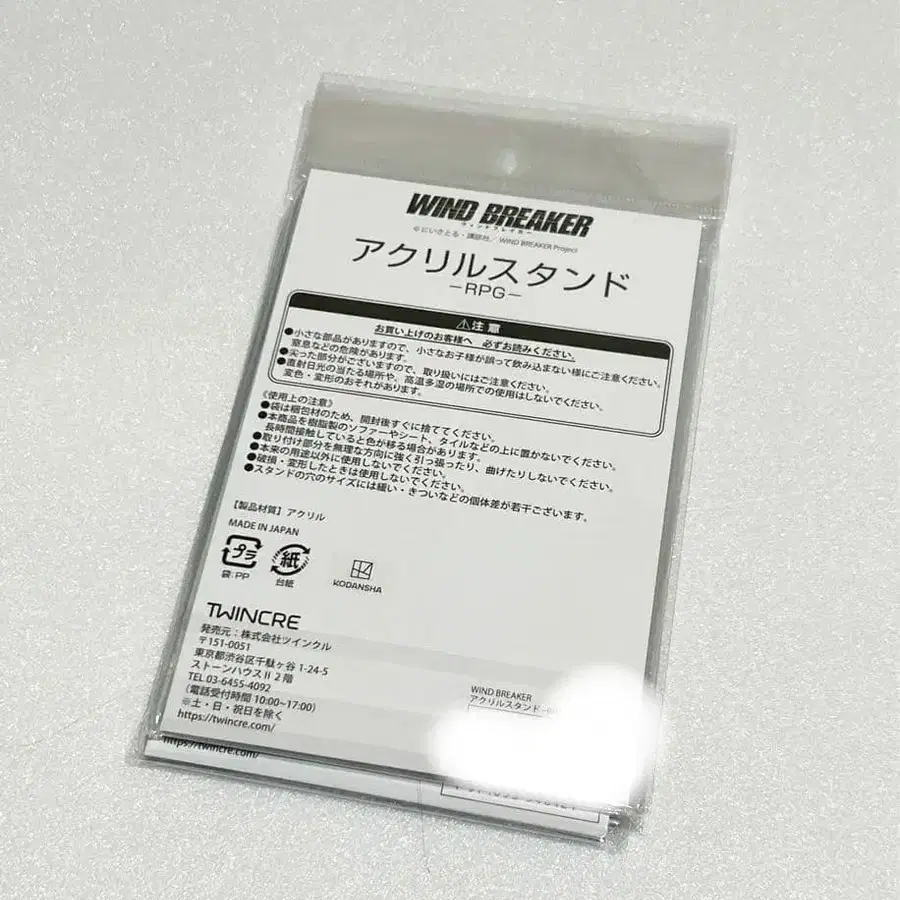 WIND BREAKER
ウィンドブレイカー
©にいさとる・講談社／WIND BREAKER Project
アクリルスタンド
－RPG－
⚠注意
お買い上げのお客様へ 必ずお読みください。
●小さな部品がありますので、小さなお子様が誤って飲み込まない様にご注意ください。
窒息などの危険があります。
●尖った部分がございますので、取り扱いにはご注意ください。
●直射日光の当たる場所や、高温多湿の場所での使用はしないでください。
変色・変形のおそれがあります。
《使用上の注意》
●袋は梱包材のため、開封後すぐに捨ててください。
●本商品を樹脂製のソファーやシート、タイルなどの上に置かないでください。
長時間接触していると色が移る場合があります。
●取り付け部分を無理な方向に強く引っ張ったり、曲げたりしないでください。
●本来の用途以外に使用しないでください。
●破損・変形したときは使用しないでください。
●スタンドの穴のサイズには緩い・きついなどの個体差が若干ございます。
【製品材質】アクリル
MADE IN JAPAN
プラ
紙
袋:PP
台紙
KODANSHA
TWINCRE
発売元：株式会社ツインクル
〒151-0051
東京都渋谷区千駄ヶ谷 1-24-5
ストーンハウスⅡ 2階
TEL 03-6455-4092
（電話受付時間 10:00~17:00）
※土・日・祝日を除く
https://twincre.com/
WIND BREAKER
アクリルスタンド
https://twincre.com/